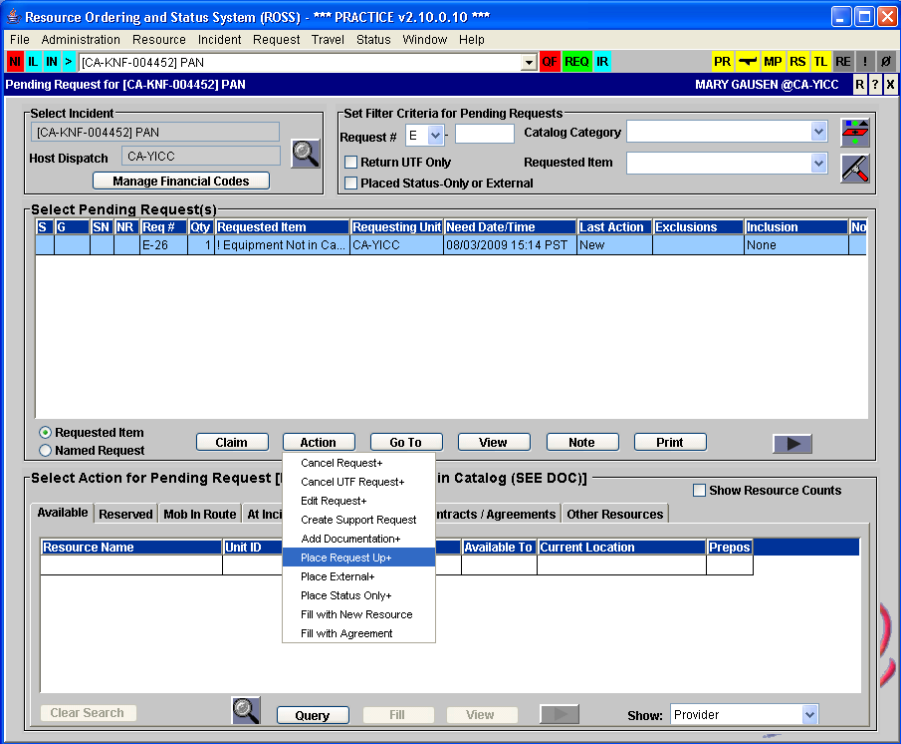 Resource Ordering and Status System (ROSS) - *** PRACTICE v2.10.0.10 ***
File Administration Resource Incident Request Travel Status Window Help
NI IL IN > [CA-KNF-004452] PAN QF REQ IR PR MP RS TL RE ! Ø
Pending Request for [CA-KNF-004452] PAN MARY GAUSEN @CA-YICC R ? X
Select Incident Set Filter Criteria for Pending Requests
[CA-KNF-004452] PAN Request # E - Catalog Category
Host Dispatch CA-YICC Return UTF Only Requested Item
Manage Financial Codes Placed Status-Only or External
Select Pending Request(s)
S G SN NR Req # Qty Requested Item Requesting Unit Need Date/Time Last Action Exclusions Inclusion No
E-26 1 ! Equipment Not in Ca... CA-YICC 08/03/2009 15:14 PST New None
Requested Item
Named Request
Claim Action Go To View Note Print
Cancel Request+
Cancel UTF Request+
Edit Request+
Create Support Request
Add Documentation+
Place Request Up+
Place External+
Place Status Only+
Fill with New Resource
Fill with Agreement
Select Action for Pending Request [ in Catalog (SEE DOC)]
Show Resource Counts
Available Reserved Mob In Route At Inci ntracts / Agreements Other Resources
Resource Name Unit ID Available To Current Location Prepos
Clear Search Query Fill View Show: Provider